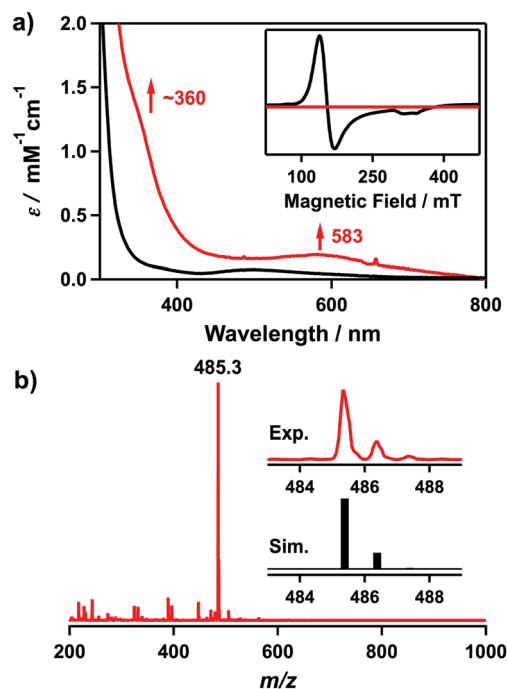 a)
2.0
1.5
1.0
0.5
0.0
ε / mM⁻¹cm⁻¹
~360
583
100 250 400
Magnetic Field / mT
400 600 800
Wavelength / nm
b)
485.3
Exp.
484 486 488
Sim.
484 486 488
200 400 600 800 1000
m/z